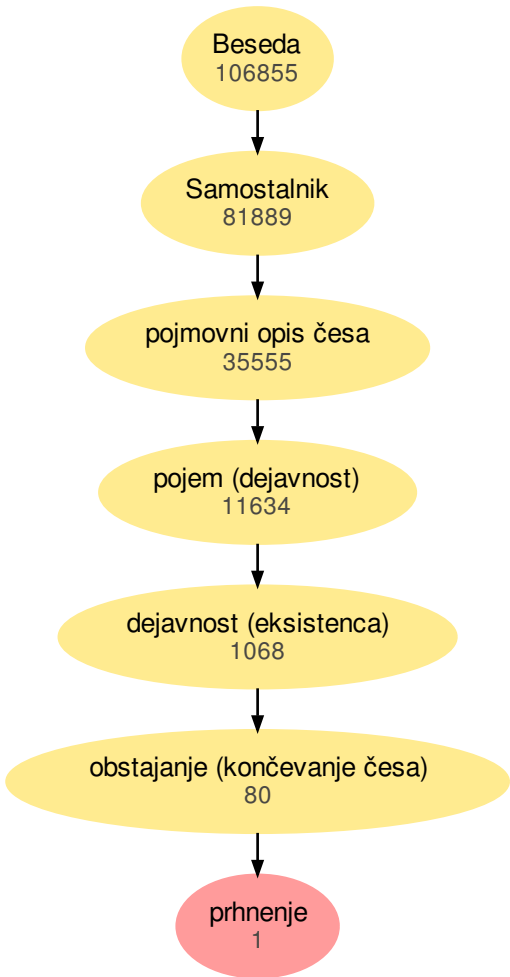 Beseda
106855
Samostalnik
81889
pojmovni opis česa
35555
pojem (dejavnost)
11634
dejavnost (eksistenca)
1068
obstajanje (končevanje česa)
80
prhnenje
1